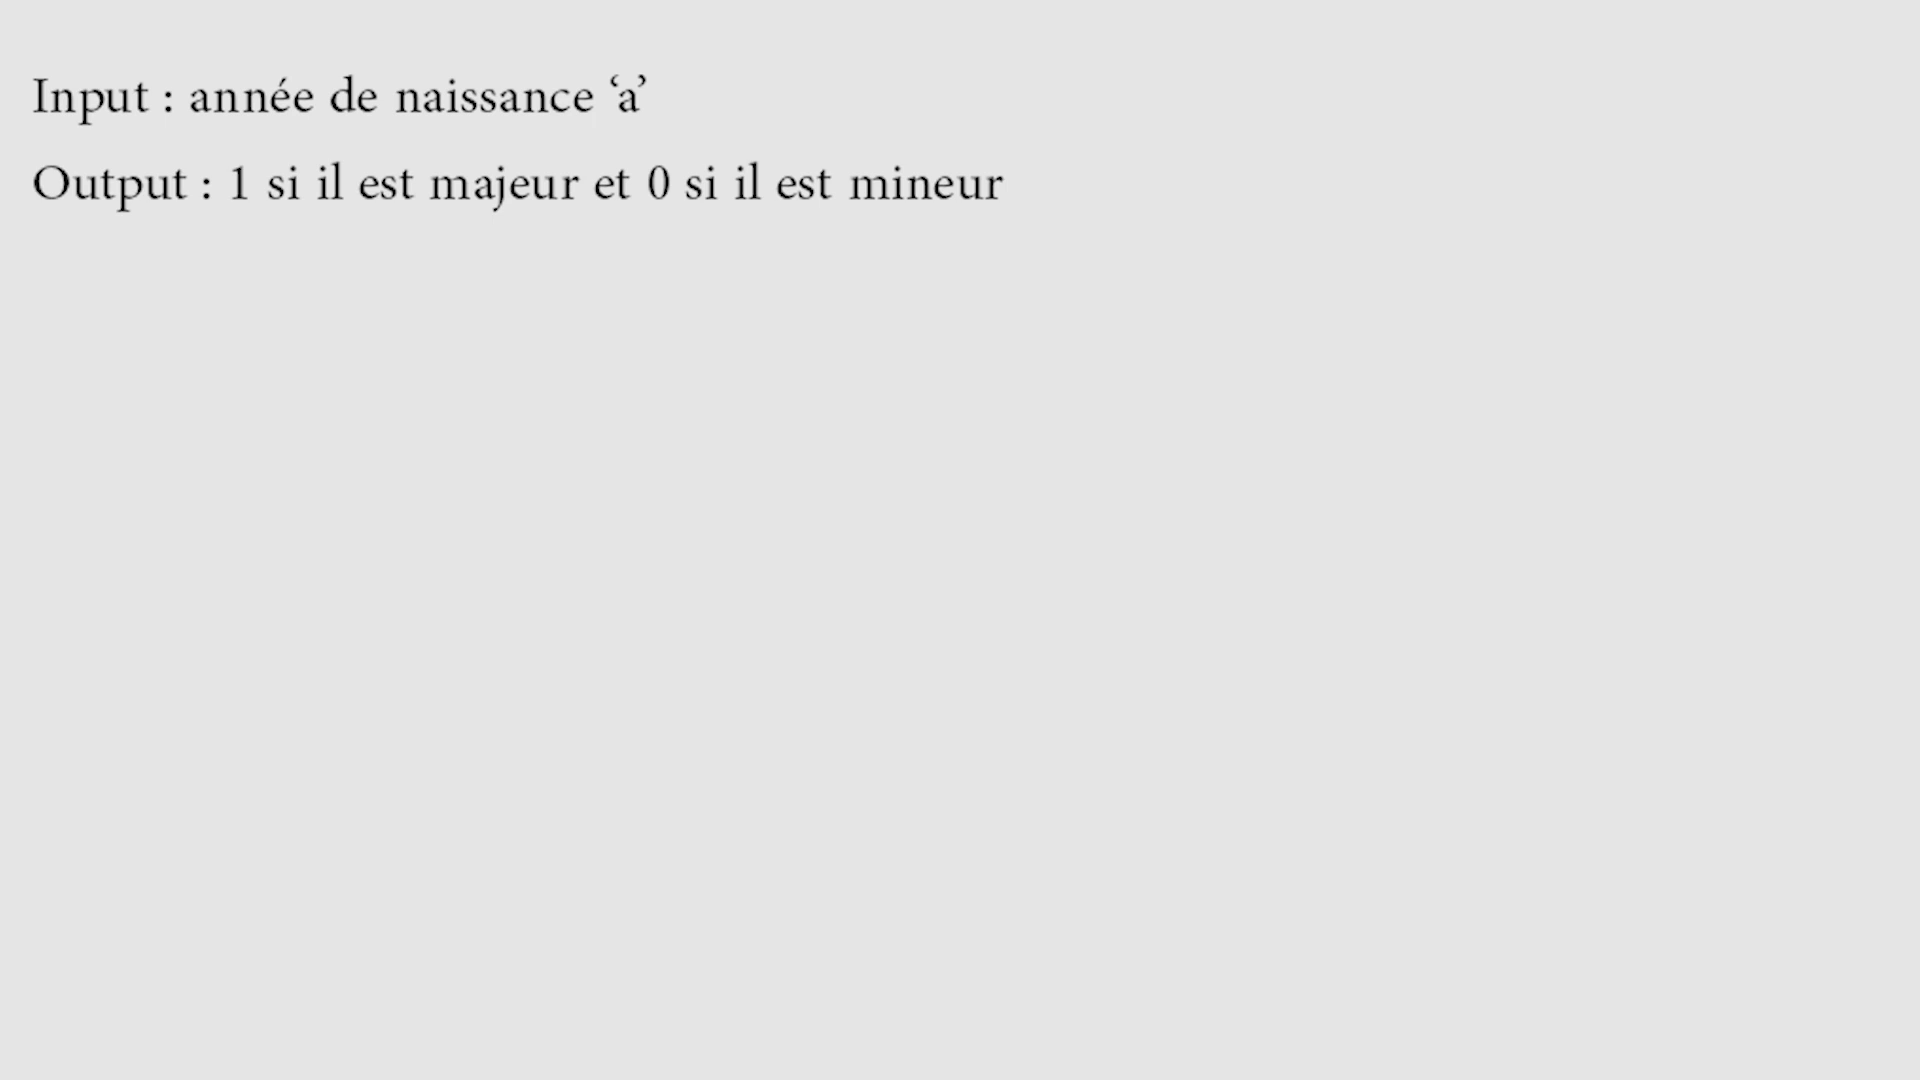 Input : année de naissance ‘a’
Output : 1 si il est majeur et 0 si il est mineur